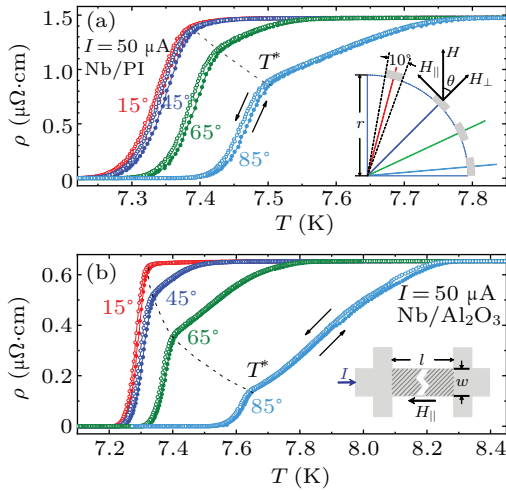 (a)
I = 50 μA
Nb/PI
15°
45°
65°
85°
T*
10°
H
H∥
θ
H⊥
r
1.5
1.0
0.5
0
ρ (μΩ·cm)
7.3 7.4 7.5 7.6 7.7 7.8
T (K)
(b)
I = 50 μA
Nb/Al₂O₃
15°
45°
65°
85°
T*
l
I
w
H∥
0.6
0.4
0.2
0
ρ (μΩ·cm)
7.2 7.4 7.6 7.8 8.0 8.2 8.4
T (K)